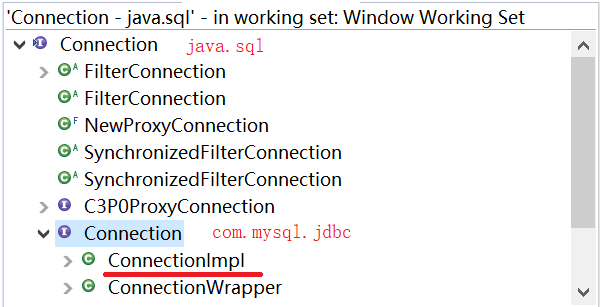 'Connection - java.sql' - in working set: Window Working Set
Connection java.sql
FilterConnection
FilterConnection
NewProxyConnection
SynchronizedFilterConnection
SynchronizedFilterConnection
C3P0ProxyConnection
Connection com.mysql.jdbc
ConnectionImpl
ConnectionWrapper